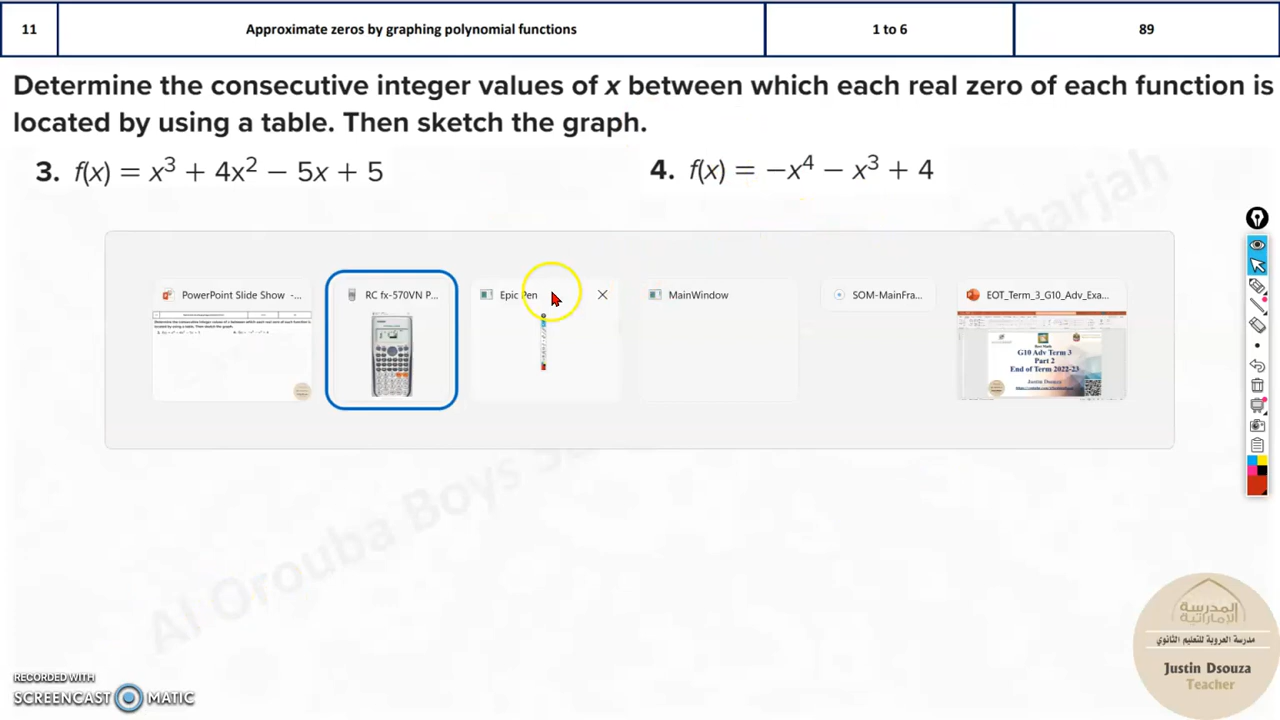 11
Approximate zeros by graphing polynomial functions
1 to 6
89
Determine the consecutive integer values of x between which each real zero of each function is
located by using a table. Then sketch the graph.
3. f(x) = x³ + 4x² − 5x + 5
4. f(x) = −x⁴ − x³ + 4
PowerPoint Slide Show -...
RC fx-570VN P...
Epic Pen
MainWindow
SOM-MainFra...
EOT_Term_3_G10_Adv_Exa...
G10 Adv Term 3
Part 2
End of Term 2022-23
Justin Dsouza
Al Orouba Boys
Sharjah
المدرسة
الإماراتية
مدرسة العروبة للتعليم الثانوي
Justin Dsouza
Teacher
RECORDED WITH
SCREENCAST MATIC